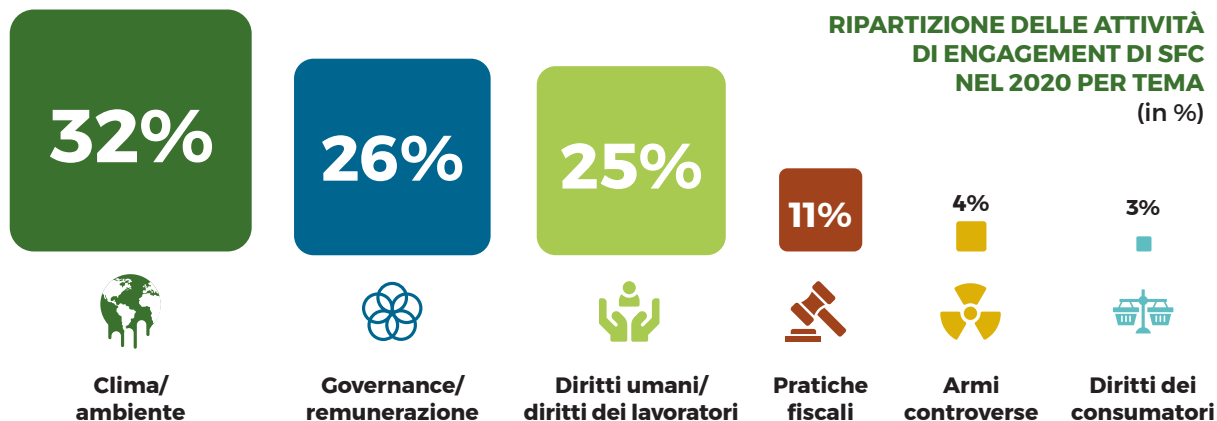 RIPARTIZIONE DELLE ATTIVITÀ
DI ENGAGEMENT DI SFC
NEL 2020 PER TEMA
(in %)
32%
26%
25%
11%
4%
3%
Clima/
ambiente
Governance/
remunerazione
Diritti umani/
diritti dei lavoratori
Pratiche
fiscali
Armi
controverse
Diritti dei
consumatori